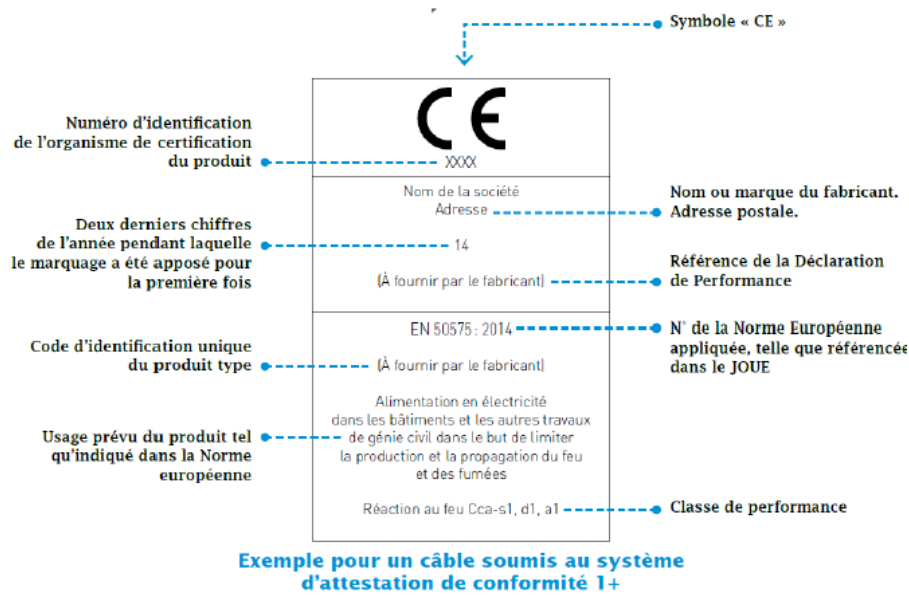 Symbole « CE »
CE
Numéro d'identification
de l'organisme de certification
du produit
XXXX
Nom de la société
Adresse
Nom ou marque du fabricant.
Adresse postale.
Deux derniers chiffres
de l'année pendant laquelle
le marquage a été apposé pour
la première fois
14
(À fournir par le fabricant)
Référence de la Déclaration
de Performance
EN 50575 : 2014
N° de la Norme Européenne
appliquée, telle que référencée
dans le JOUE
Code d'identification unique
du produit type
(À fournir par le fabricant)
Alimentation en électricité
dans les bâtiments et les autres travaux
de génie civil dans le but de limiter
la production et la propagation du feu
et des fumées
Usage prévu du produit tel
qu'indiqué dans la Norme
européenne
Réaction au feu Cca-s1, d1, a1
Classe de performance
Exemple pour un câble soumis au système
d'attestation de conformité 1+